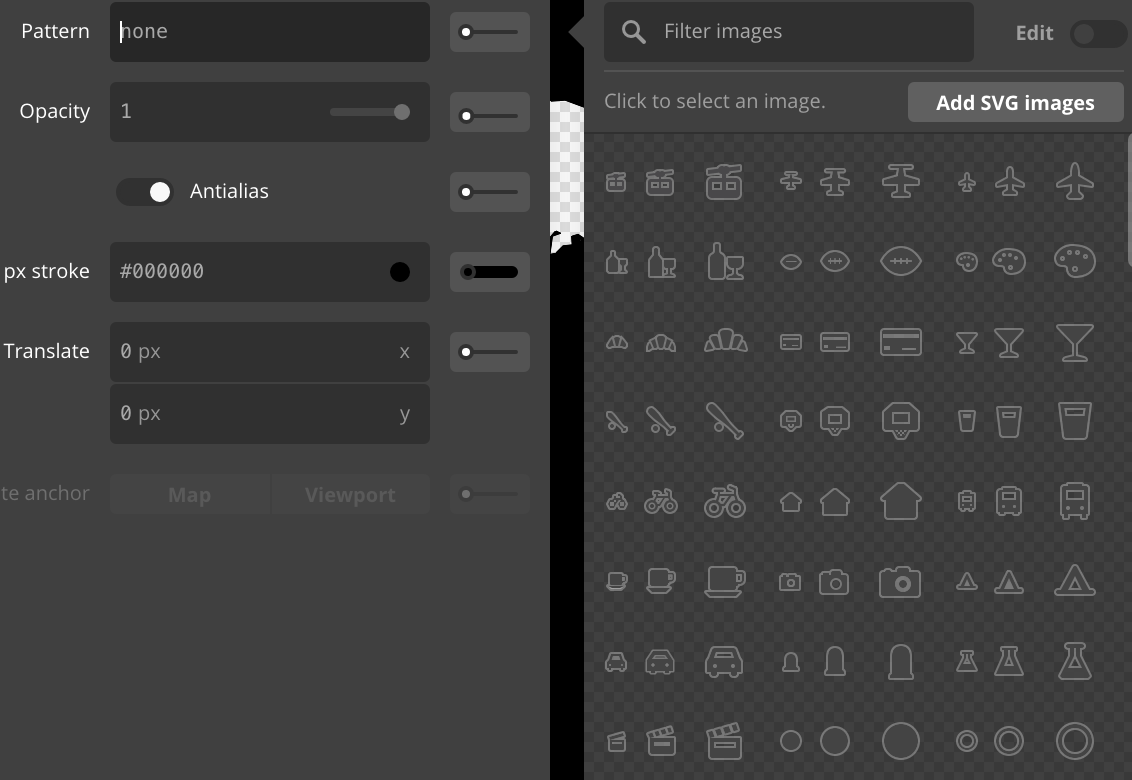 Pattern
none
Opacity
1
Antialias
px stroke
#000000
Translate
0 px
x
0 px
y
te anchor
Map
Viewport
Filter images
Edit
Click to select an image.
Add SVG images